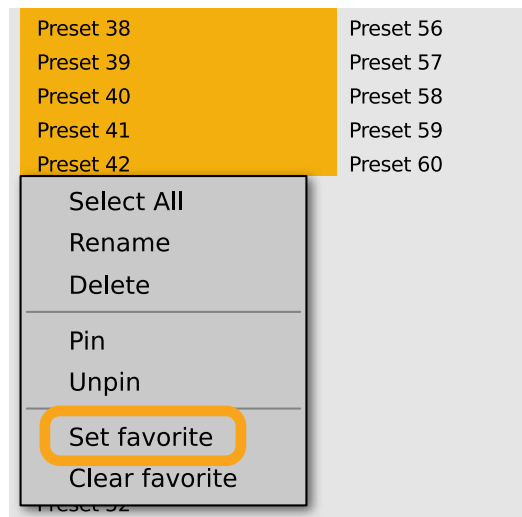 Preset 38
Preset 39
Preset 40
Preset 41
Preset 42
Preset 56
Preset 57
Preset 58
Preset 59
Preset 60
Select All
Rename
Delete
Pin
Unpin
Set favorite
Clear favorite